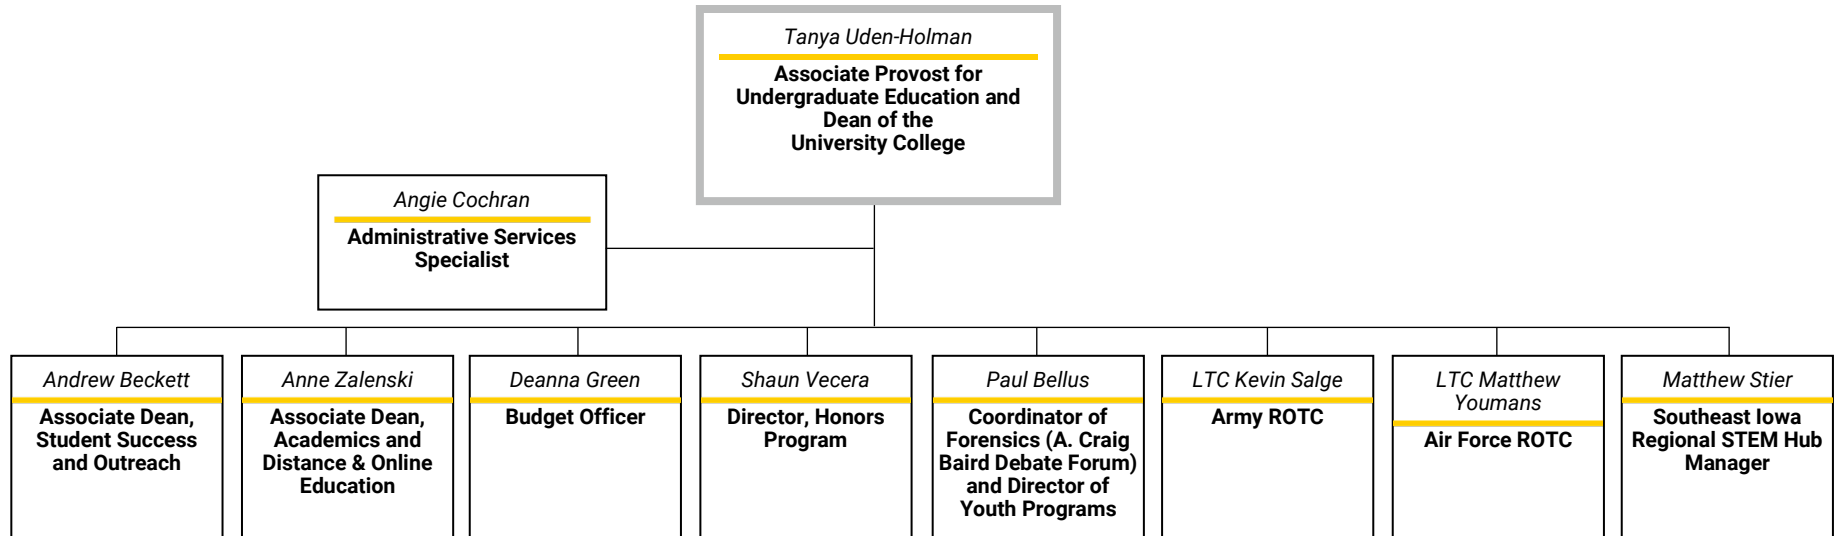 Tanya Uden-Holman
Associate Provost for
Undergraduate Education and
Dean of the
University College
Angie Cochran
Administrative Services
Specialist
Andrew Beckett
Associate Dean,
Student Success
and Outreach
Anne Zalenski
Associate Dean,
Academics and
Distance & Online
Education
Deanna Green
Budget Officer
Shaun Vecera
Director, Honors
Program
Paul Bellus
Coordinator of
Forensics (A. Craig
Baird Debate Forum)
and Director of
Youth Programs
LTC Kevin Salge
Army ROTC
LTC Matthew
Youmans
Air Force ROTC
Matthew Stier
Southeast Iowa
Regional STEM Hub
Manager